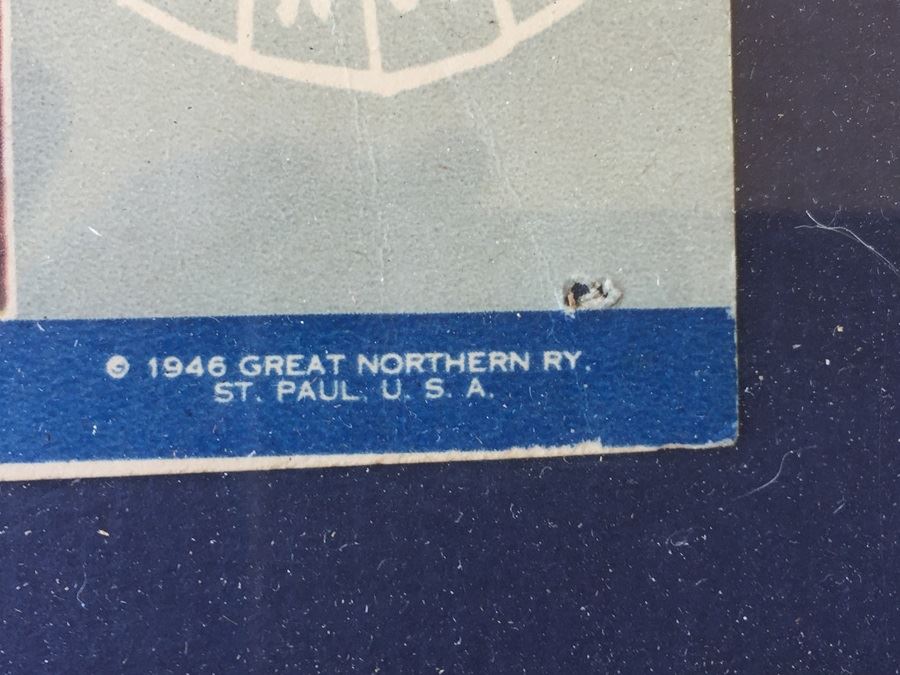 © 1946 GREAT NORTHERN RY.
ST. PAUL, U. S. A.